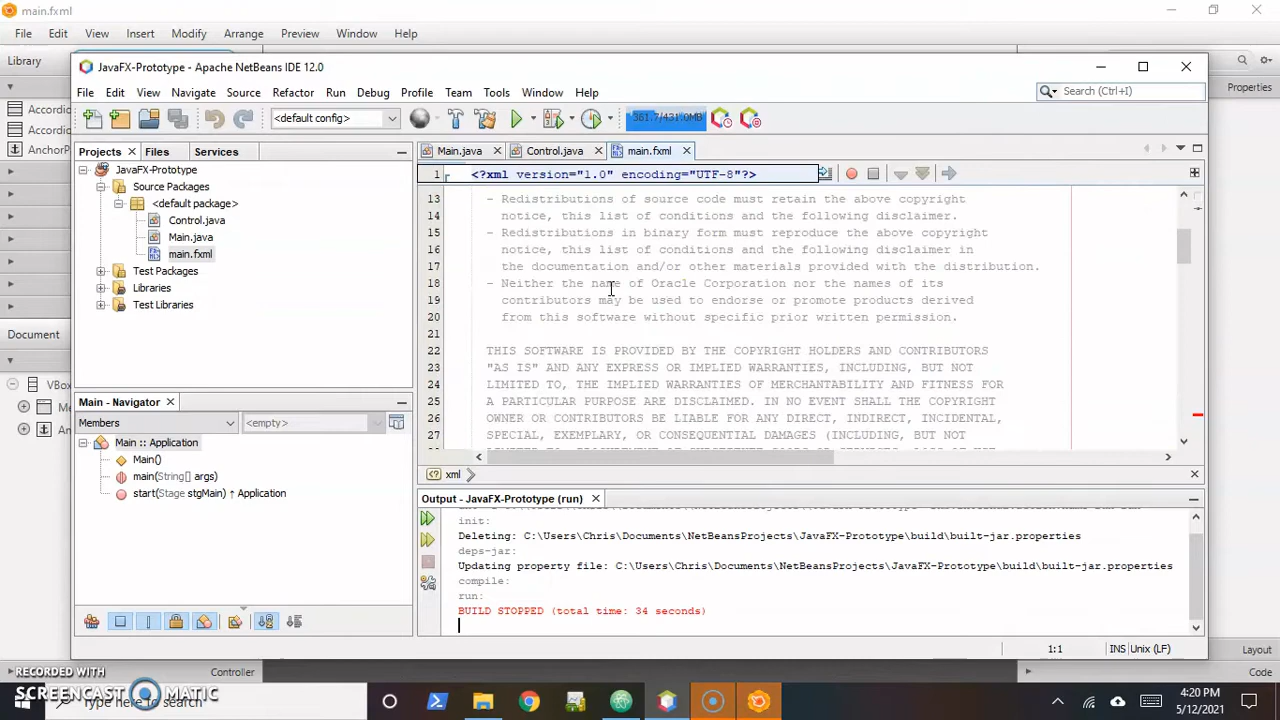 main.fxml
File Edit View Insert Modify Arrange Preview Window Help
Library
Accordic
Accordic
AnchorP
Document
VBox
Me
An
Controller
Properties
Layout
Code
JavaFX-Prototype - Apache NetBeans IDE 12.0
File Edit View Navigate Source Refactor Run Debug Profile Team Tools Window Help
Search (Ctrl+I)
<default config>
361.7/431.0MB
Projects Files Services
JavaFX-Prototype
Source Packages
<default package>
Control.java
Main.java
main.fxml
Test Packages
Libraries
Test Libraries
Main - Navigator
Members <empty>
Main :: Application
Main()
main(String[] args)
start(Stage stgMain) ↑ Application
Main.java Control.java main.fxml
1 <?xml version="1.0" encoding="UTF-8"?>
13 - Redistributions of source code must retain the above copyright
14 notice, this list of conditions and the following disclaimer.
15 - Redistributions in binary form must reproduce the above copyright
16 notice, this list of conditions and the following disclaimer in
17 the documentation and/or other materials provided with the distribution.
18 - Neither the name of Oracle Corporation nor the names of its
19 contributors may be used to endorse or promote products derived
20 from this software without specific prior written permission.
21
22 THIS SOFTWARE IS PROVIDED BY THE COPYRIGHT HOLDERS AND CONTRIBUTORS
23 "AS IS" AND ANY EXPRESS OR IMPLIED WARRANTIES, INCLUDING, BUT NOT
24 LIMITED TO, THE IMPLIED WARRANTIES OF MERCHANTABILITY AND FITNESS FOR
25 A PARTICULAR PURPOSE ARE DISCLAIMED. IN NO EVENT SHALL THE COPYRIGHT
26 OWNER OR CONTRIBUTORS BE LIABLE FOR ANY DIRECT, INDIRECT, INCIDENTAL,
27 SPECIAL, EXEMPLARY, OR CONSEQUENTIAL DAMAGES (INCLUDING, BUT NOT
xml
Output - JavaFX-Prototype (run)
init:
Deleting: C:\Users\Chris\Documents\NetBeansProjects\JavaFX-Prototype\build\built-jar.properties
deps-jar:
Updating property file: C:\Users\Chris\Documents\NetBeansProjects\JavaFX-Prototype\build\built-jar.properties
compile:
run:
BUILD STOPPED (total time: 34 seconds)
1:1 INS Unix (LF)
RECORDED WITH
SCREENCAST MATIC
Type here to search
4:20 PM
5/12/2021